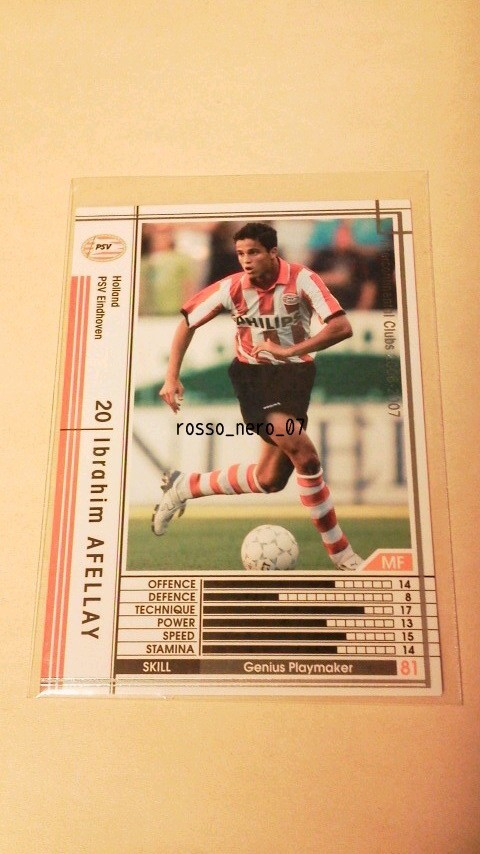 PSV
Holland
PSV Eindhoven
20 Ibrahim AFELLAY
PHILIPS
Clubs
rosso_nero_07
MF
OFFENCE 14
DEFENCE 8
TECHNIQUE 17
POWER 13
SPEED 15
STAMINA 14
SKILL Genius Playmaker 81